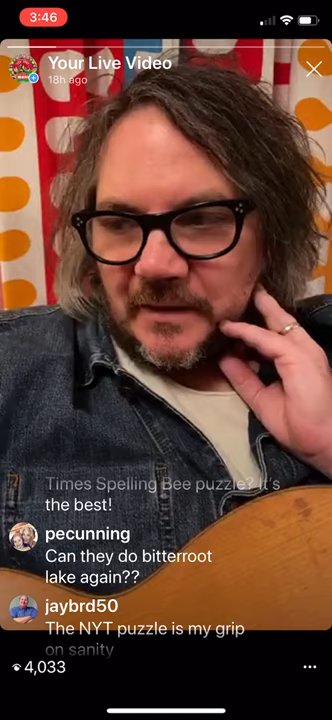 3:46
Your Live Video
18h ago
Times Spelling Bee puzzle? It's
the best!
pecunning
Can they do bitterroot
lake again??
jaybrd50
The NYT puzzle is my grip
on sanity
4,033